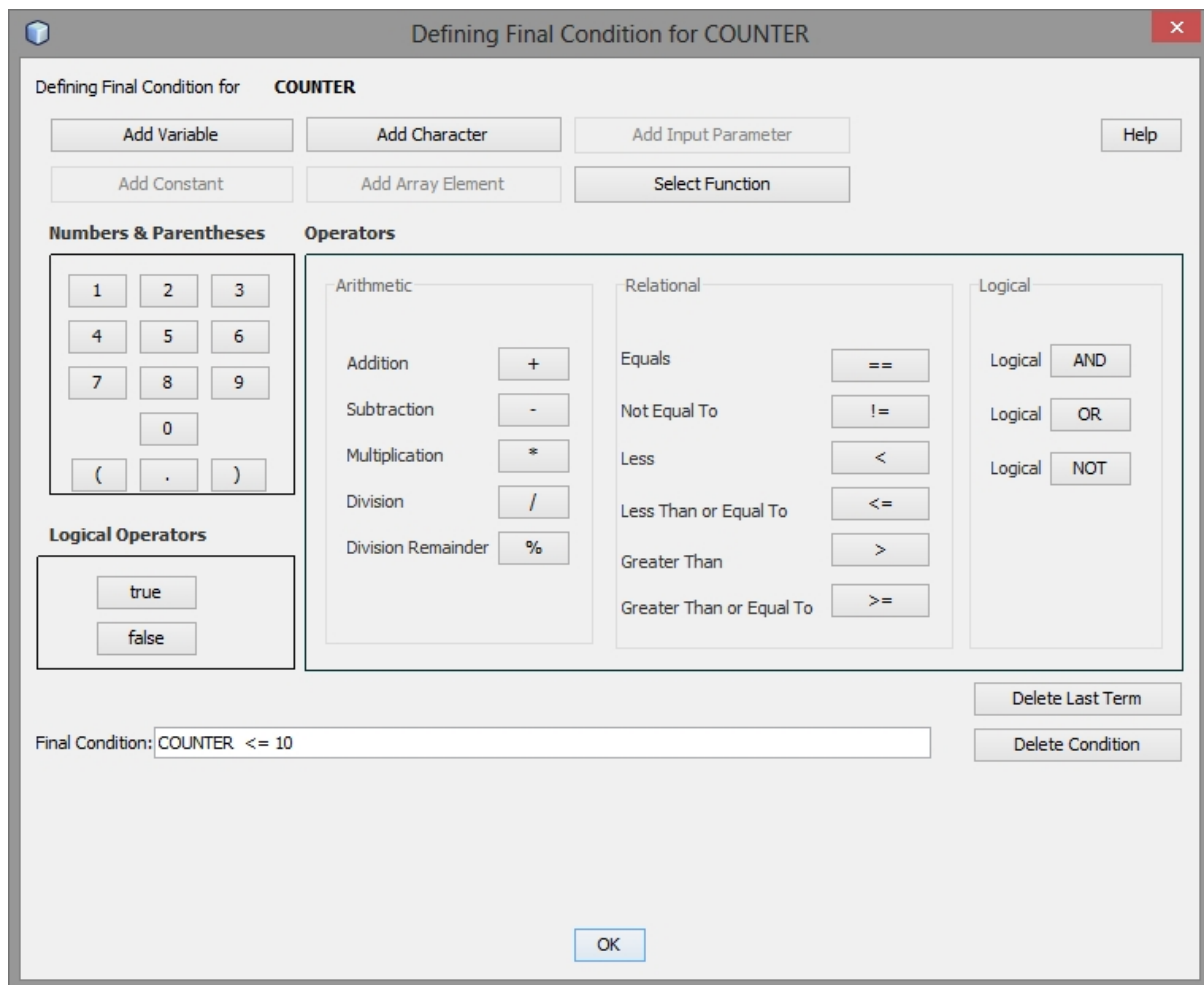 Defining Final Condition for COUNTER
Defining Final Condition for COUNTER
Add Variable Add Character Add Input Parameter Help
Add Constant Add Array Element Select Function
Numbers & Parentheses Operators
Arithmetic Relational Logical
1 2 3
4 5 6
7 8 9
0
( . )
Addition +
Subtraction -
Multiplication *
Division /
Division Remainder %
Equals ==
Not Equal To !=
Less <
Less Than or Equal To <=
Greater Than >
Greater Than or Equal To >=
Logical AND
Logical OR
Logical NOT
Logical Operators
true
false
Delete Last Term
Final Condition: COUNTER <= 10
Delete Condition
OK